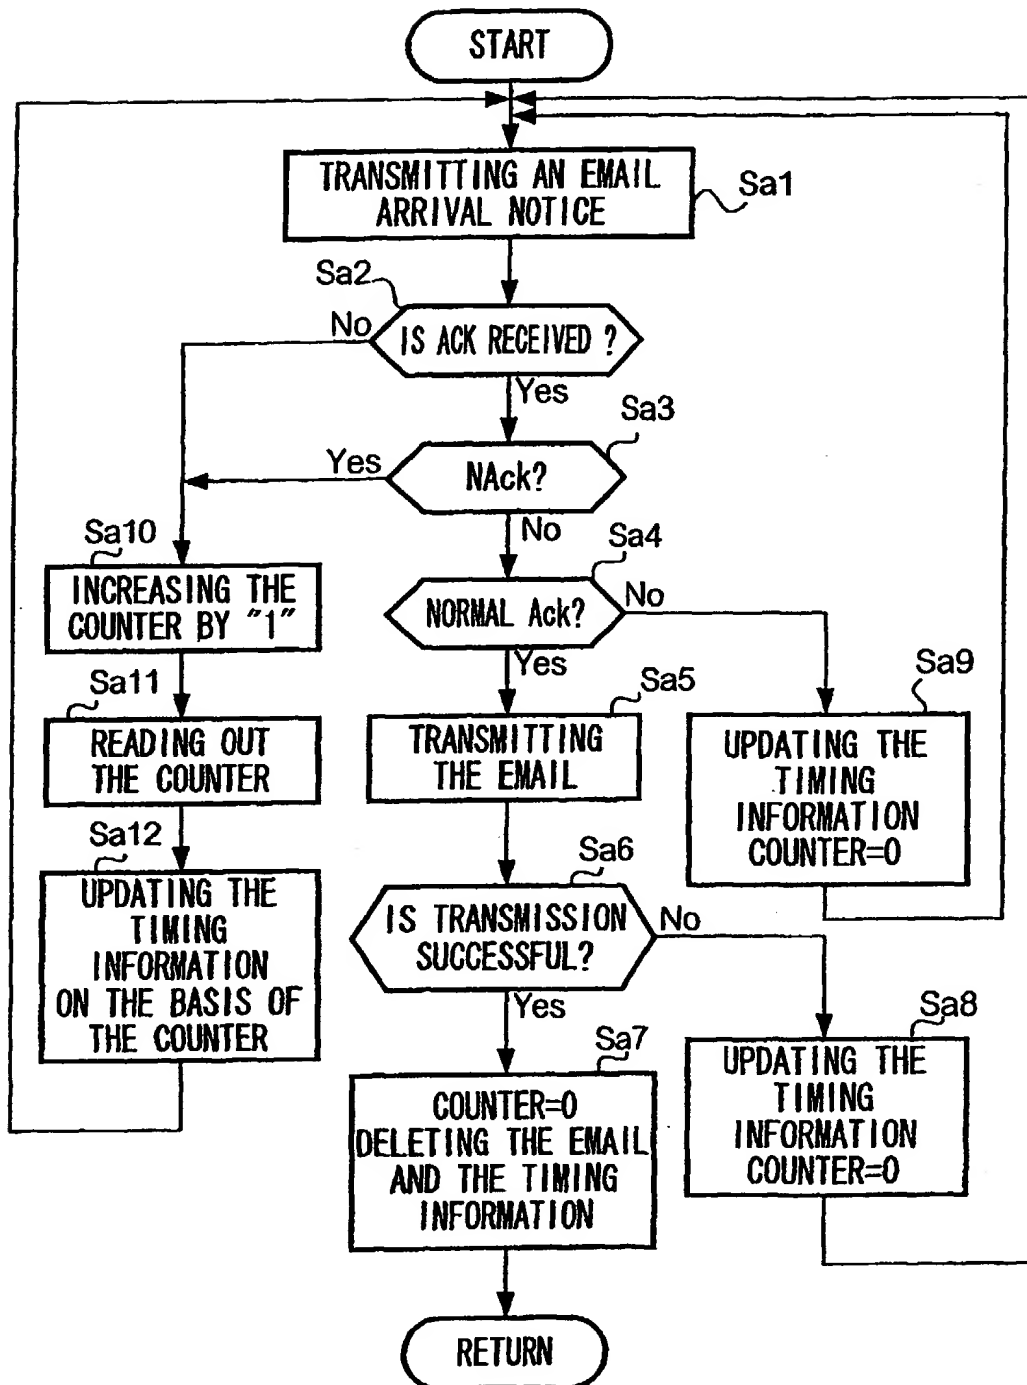 START
TRANSMITTING AN EMAIL
ARRIVAL NOTICE
Sa1
Sa2
No
IS ACK RECEIVED ?
Yes
Sa3
Yes
NAck?
No
Sa10
INCREASING THE
COUNTER BY "1"
Sa4
NORMAL Ack?
No
Yes
Sa11
READING OUT
THE COUNTER
Sa5
TRANSMITTING
THE EMAIL
Sa9
UPDATING THE
TIMING
INFORMATION
COUNTER=0
Sa12
UPDATING THE
TIMING
INFORMATION
ON THE BASIS OF
THE COUNTER
Sa6
IS TRANSMISSION
SUCCESSFUL?
No
Yes
Sa8
UPDATING THE
TIMING
INFORMATION
COUNTER=0
Sa7
COUNTER=0
DELETING THE EMAIL
AND THE TIMING
INFORMATION
RETURN